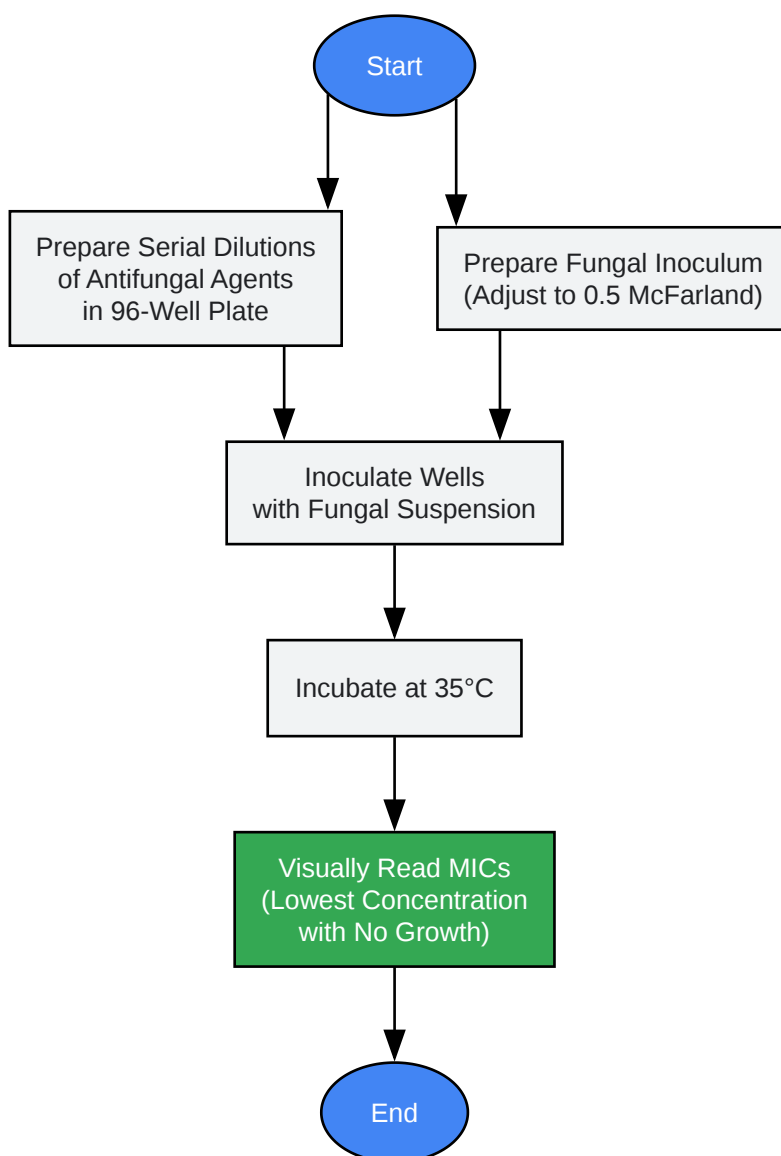 Start
Prepare Serial Dilutions
of Antifungal Agents
in 96-Well Plate
Prepare Fungal Inoculum
(Adjust to 0.5 McFarland)
Inoculate Wells
with Fungal Suspension
Incubate at 35°C
Visually Read MICs
(Lowest Concentration
with No Growth)
End